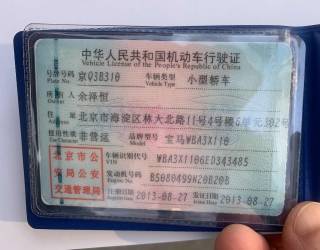 中华人民共和国机动车行驶证
Vehicle License of the People's Republic of China
号牌号码 京Q3B310 车辆类型 小型轿车
Plate No. Vehicle Type
所有人 余泽恒
Owner
住址 北京市海淀区林大北路11号4号楼6单元302号
Address
使用性质 非营运 品牌型号 宝马WBA3X110
Use Character Model
北京市公安局公安交通管理局
车辆识别代号 WBA3X110GED343485
VIN
发动机号码 B5080499N20B20B
Engine No.
注册日期 2013-08-27 发证日期 2013-08-27
Register Date Issue Date